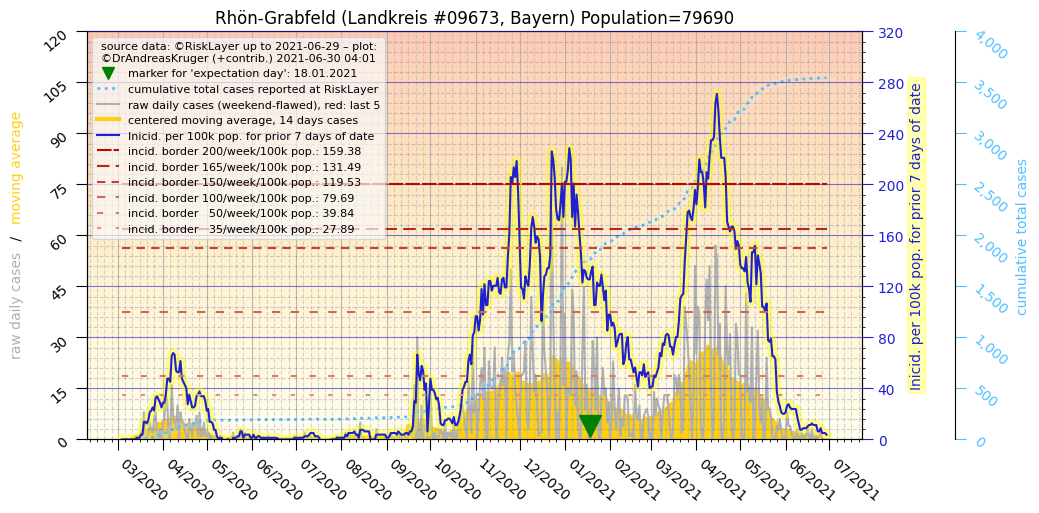 Rhön-Grabfeld (Landkreis #09673, Bayern) Population=79690
source data: ©RiskLayer up to 2021-06-29 – plot:
©DrAndreasKruger (+contrib.) 2021-06-30 04:01
marker for 'expectation day': 18.01.2021
cumulative total cases reported at RiskLayer
raw daily cases (weekend-flawed), red: last 5
centered moving average, 14 days cases
Inicid. per 100k pop. for prior 7 days of date
incid. border 200/week/100k pop.: 159.38
incid. border 165/week/100k pop.: 131.49
incid. border 150/week/100k pop.: 119.53
incid. border 100/week/100k pop.: 79.69
incid. border 50/week/100k pop.: 39.84
incid. border 35/week/100k pop.: 27.89
raw daily cases / moving average
120
105
90
75
60
45
30
15
0
320
280
240
200
160
120
80
40
0
Inicid. per 100k pop. for prior 7 days of date
4,000
3,500
3,000
2,500
2,000
1,500
1,000
500
0
cumulative total cases
03/2020
04/2020
05/2020
06/2020
07/2020
08/2020
09/2020
10/2020
11/2020
12/2020
01/2021
02/2021
03/2021
04/2021
05/2021
06/2021
07/2021